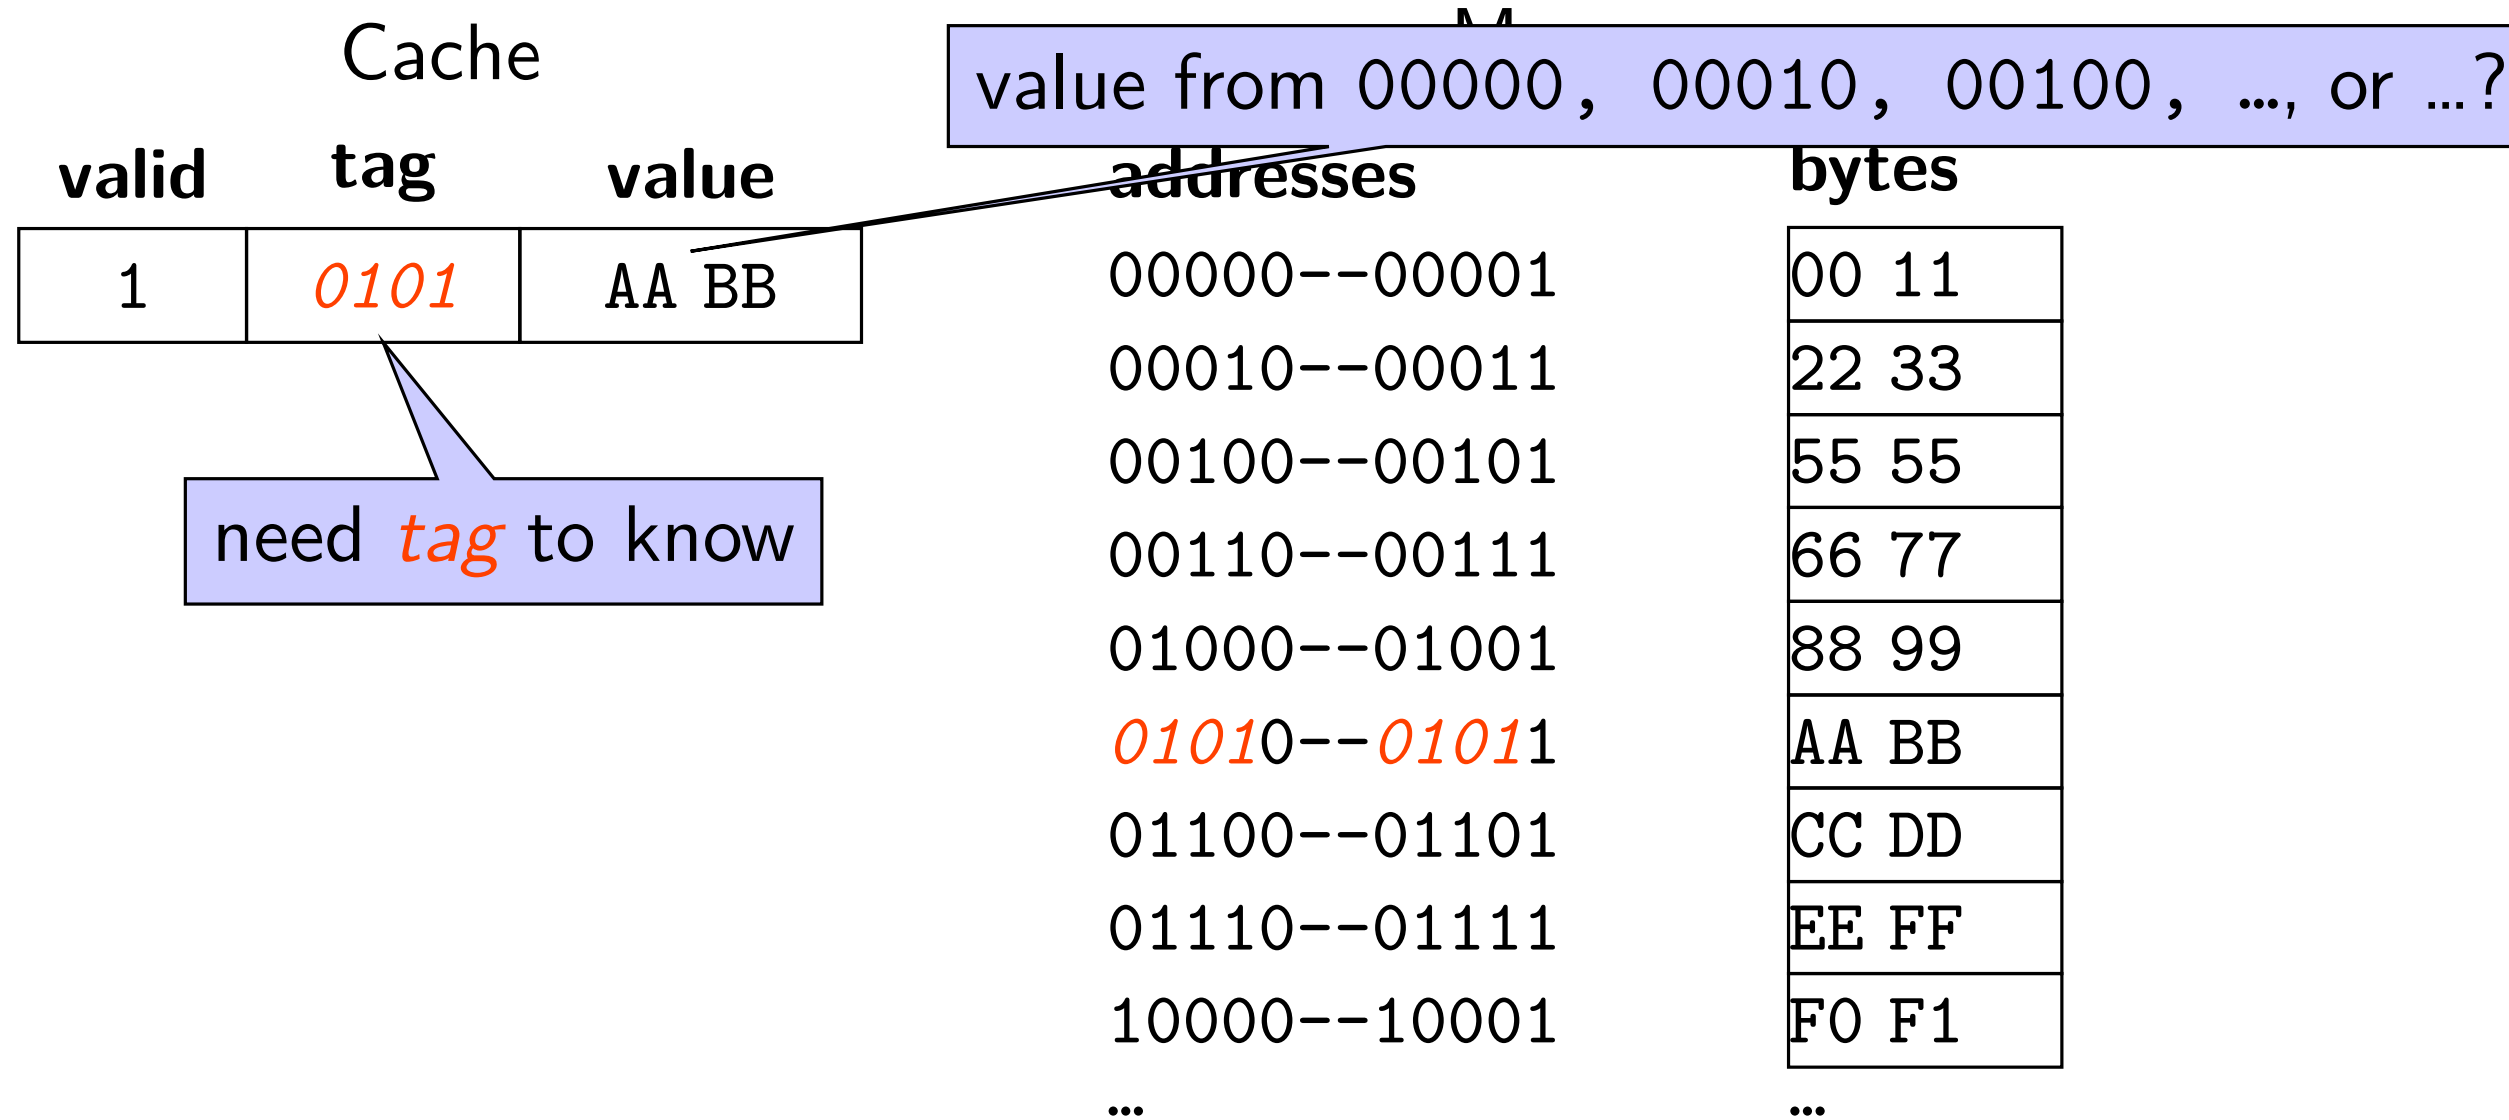 Cache
value from 00000, 00010, 00100, …, or …?
valid tag value addresses bytes
1 0101 AA BB
00000--00001 00 11
00010--00011 22 33
00100--00101 55 55
need tag to know
00110--00111 66 77
01000--01001 88 99
01010--01011 AA BB
01100--01101 CC DD
01110--01111 EE FF
10000--10001 F0 F1
… …